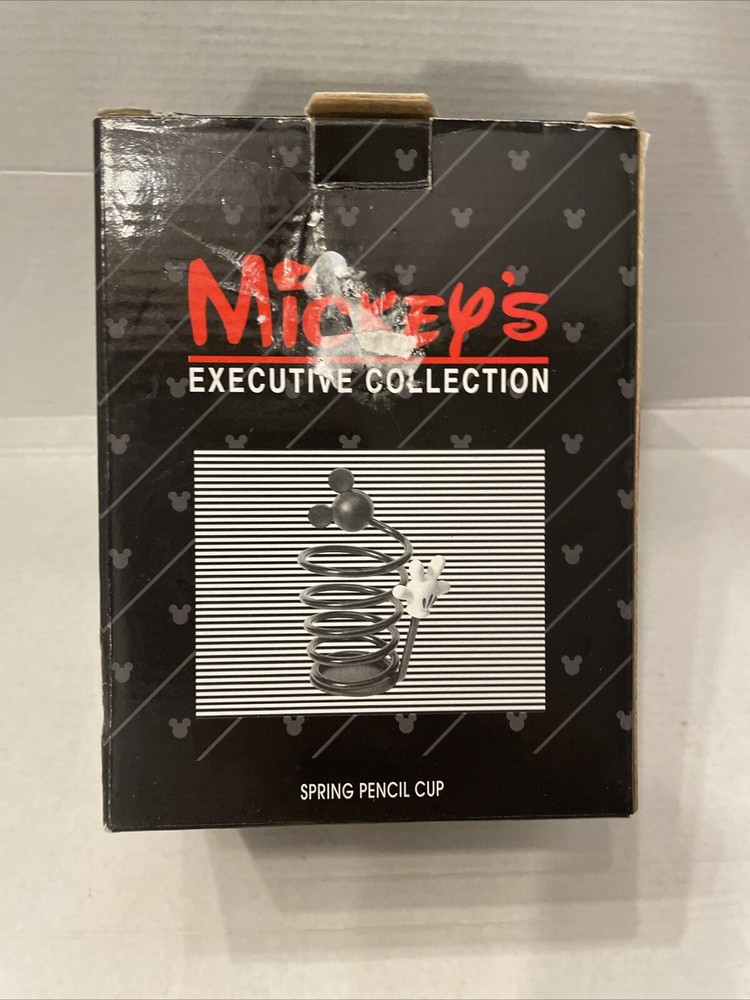 Mickey's
EXECUTIVE COLLECTION
SPRING PENCIL CUP